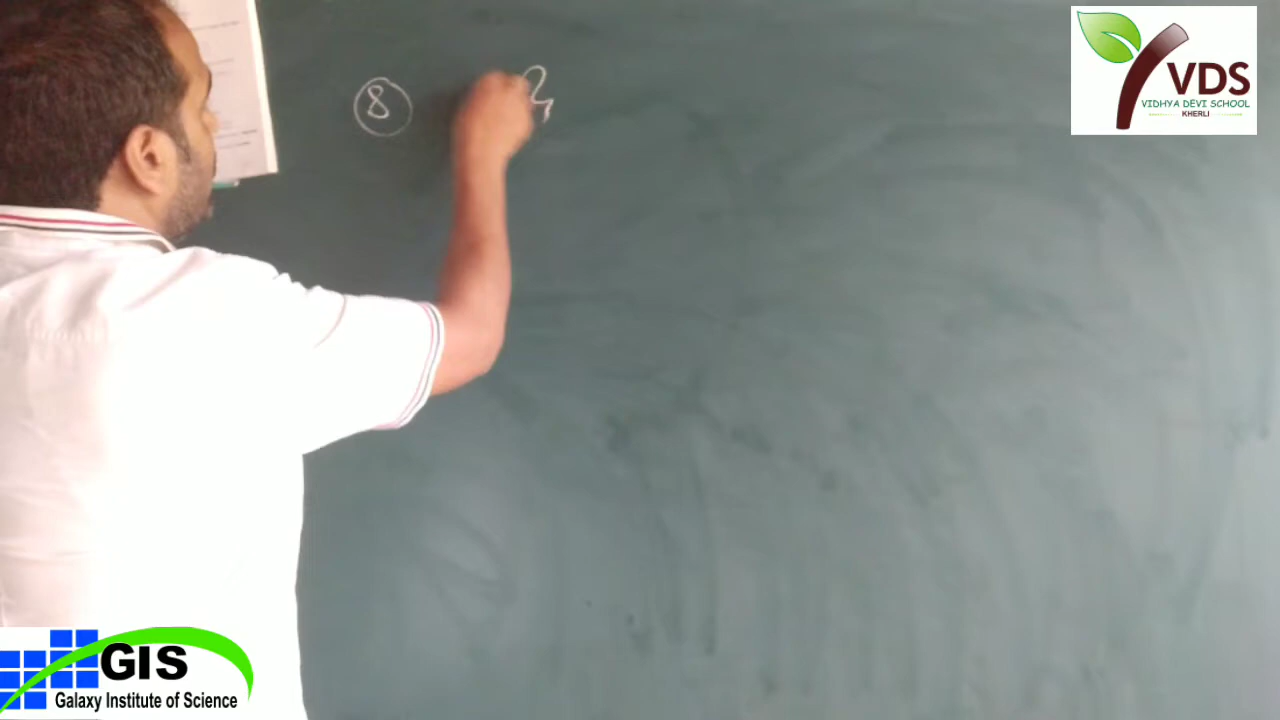 8
VDS
VIDHYA DEVI SCHOOL
KHERLI
GIS
Galaxy Institute of Science